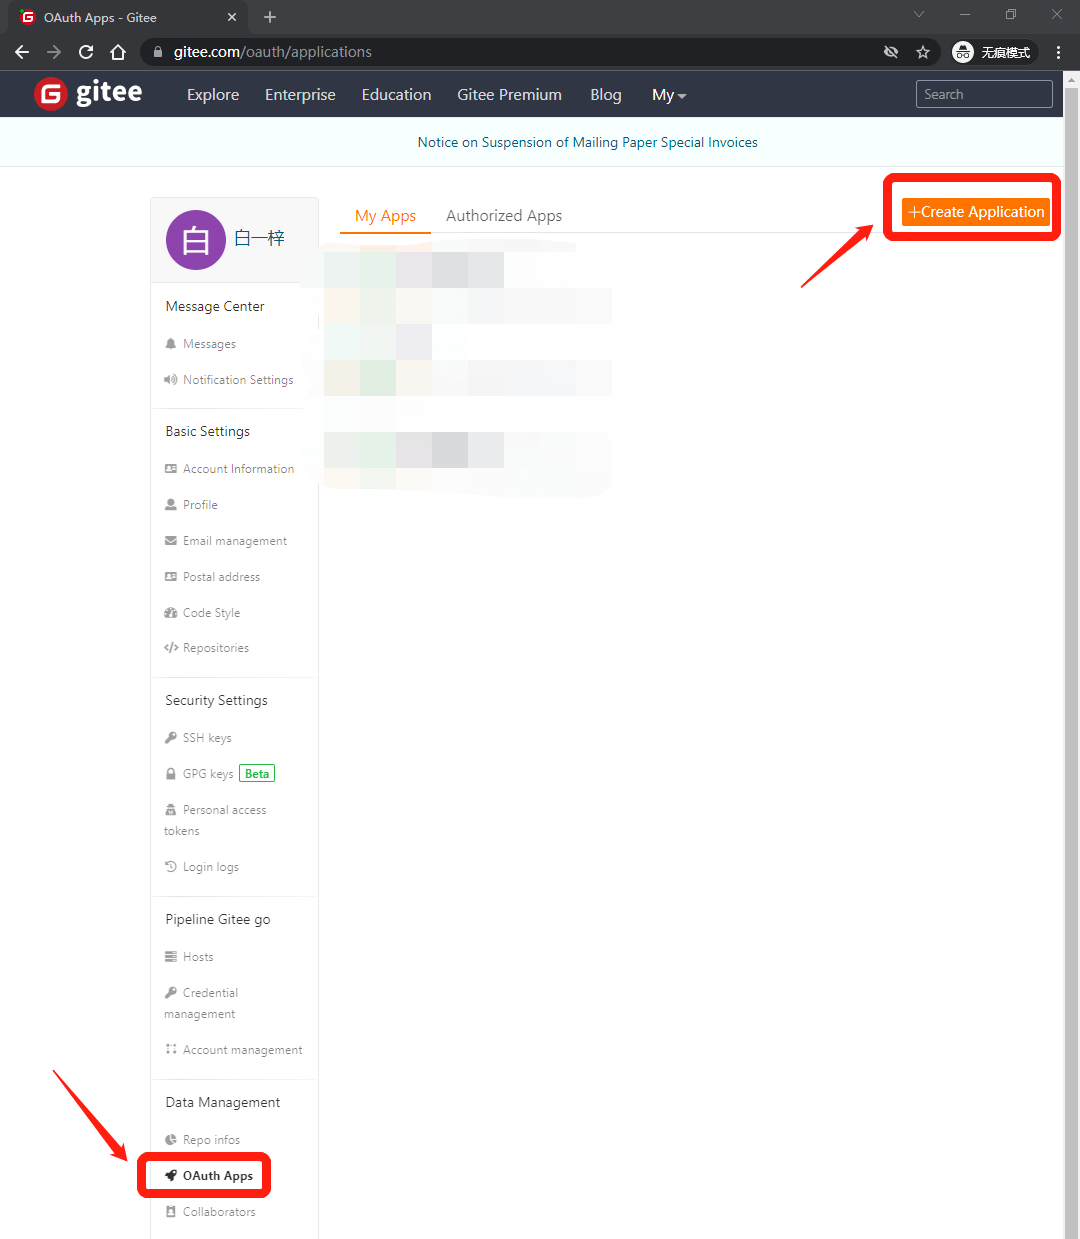 OAuth Apps - Gitee
gitee.com/oauth/applications
无痕模式
gitee
Explore
Enterprise
Education
Gitee Premium
Blog
My
Search
Notice on Suspension of Mailing Paper Special Invoices
白
白一梓
My Apps
Authorized Apps
+Create Application
Message Center
Messages
Notification Settings
Basic Settings
Account Information
Profile
Email management
Postal address
Code Style
Repositories
Security Settings
SSH keys
GPG keys Beta
Personal access
tokens
Login logs
Pipeline Gitee go
Hosts
Credential
management
Account management
Data Management
Repo infos
OAuth Apps
Collaborators